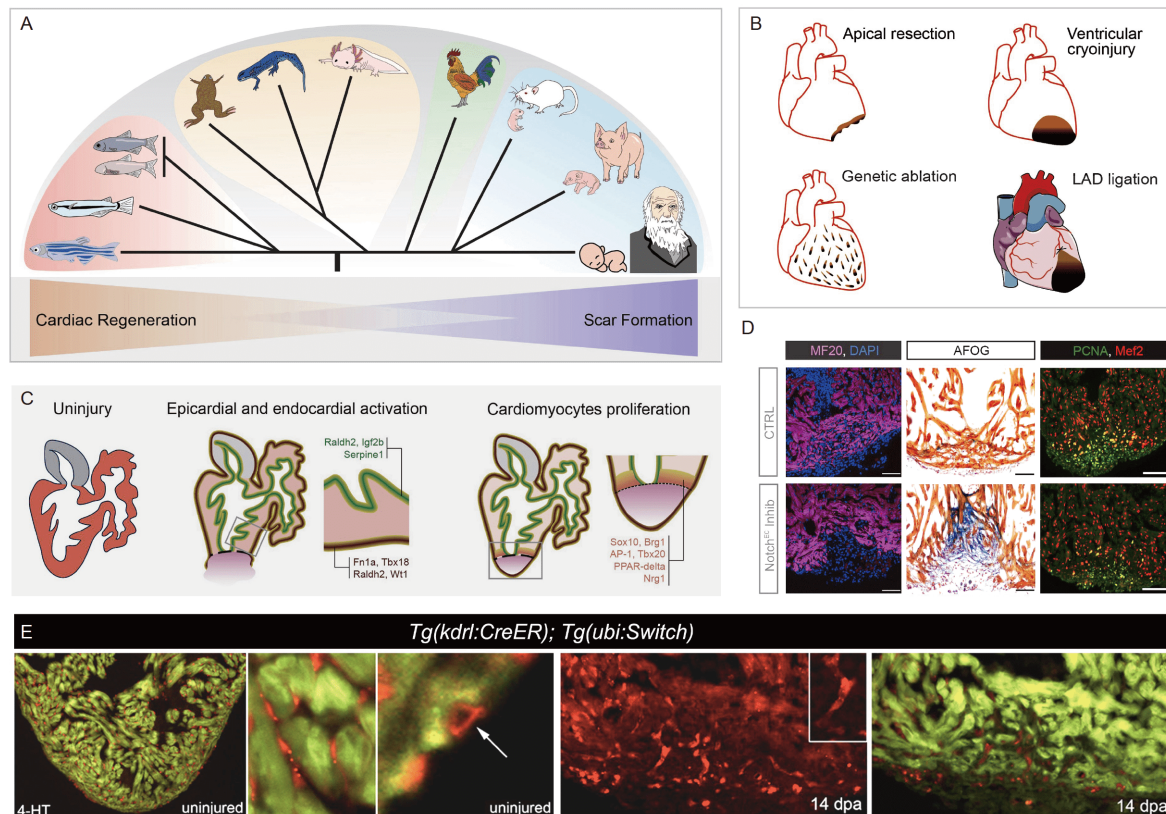 A
Cardiac Regeneration
Scar Formation
B
Apical resection
Ventricular
cryoinjury
Genetic ablation
LAD ligation
C
Uninjury
Epicardial and endocardial activation
Cardiomyocytes proliferation
Raldh2, Igf2b
Serpine1
Fn1a, Tbx18
Raldh2, Wt1
Sox10, Brg1
AP-1, Tbx20
PPAR-delta
Nrg1
D
MF20, DAPI
AFOG
PCNA, Mef2
CTRL
Notchᴱᶜ Inhib
E
Tg(kdrl:CreER); Tg(ubi:Switch)
4-HT
uninjured
uninjured
14 dpa
14 dpa